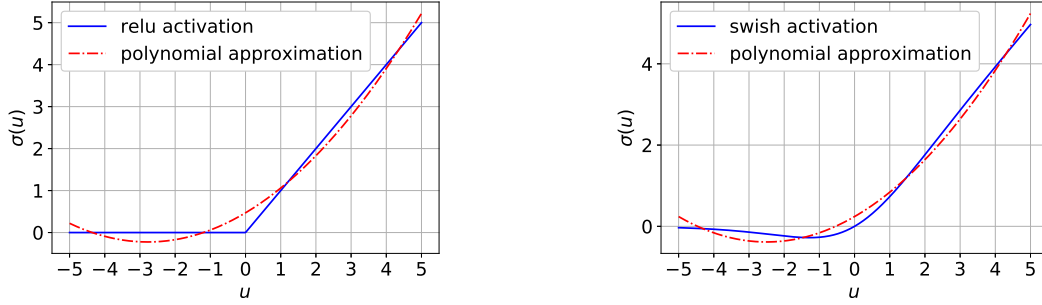 relu activation
polynomial approximation
σ(u)
5
4
3
2
1
0
−5 −4 −3 −2 −1 0 1 2 3 4 5
u
swish activation
polynomial approximation
σ(u)
4
2
0
−5 −4 −3 −2 −1 0 1 2 3 4 5
u